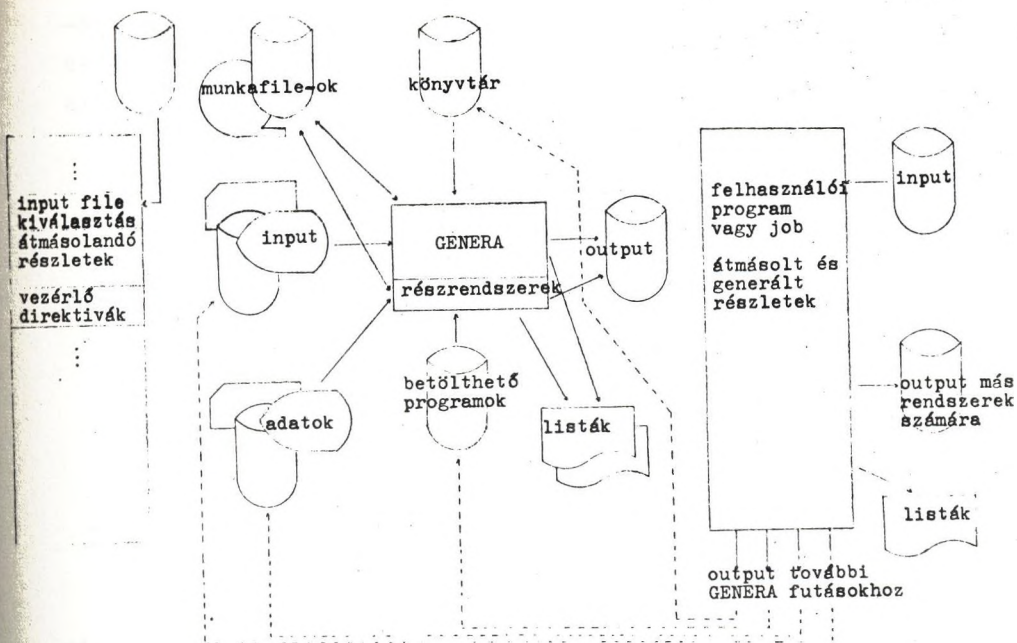 munkafile-ok
könyvtár
input file
kiválasztás
átmásolandó
részletek
vezérlő
direktivák
input
GENERA
részrendszerek
output
adatok
betölthető
programok
listák
felhasználói
program
vagy job
átmásolt és
generált
részletek
input
output más
rendszerek
számára
listák
output további
GENERA futásokhoz